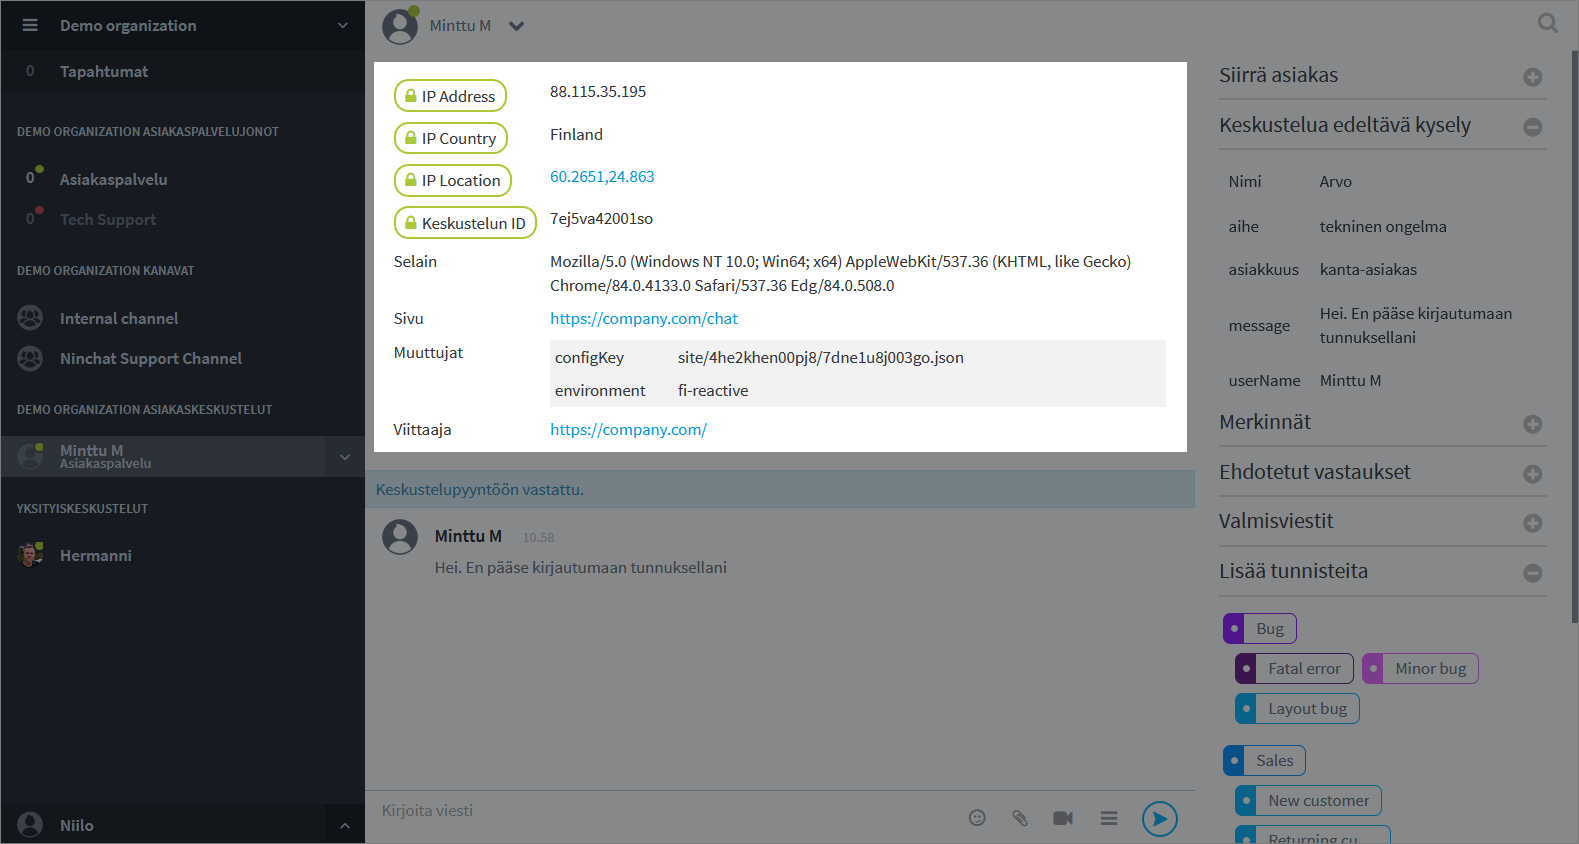 Demo organization
0 Tapahtumat
DEMO ORGANIZATION ASIAKASPALVELUJONOT
0 Asiakaspalvelu
0 Tech Support
DEMO ORGANIZATION KANAVAT
Internal channel
Ninchat Support Channel
DEMO ORGANIZATION ASIAKASKESKUSTELUT
Minttu M
Asiakaspalvelu
YKSITYISKESKUSTELUT
Hermanni
Niilo
Minttu M
IP Address 88.115.35.195
IP Country Finland
IP Location 60.2651,24.863
Keskustelun ID 7ej5va42001so
Selain Mozilla/5.0 (Windows NT 10.0; Win64; x64) AppleWebKit/537.36 (KHTML, like Gecko)
Chrome/84.0.4133.0 Safari/537.36 Edg/84.0.508.0
Sivu https://company.com/chat
Muuttujat configKey site/4he2khen00pj8/7dne1u8j003go.json
environment fi-reactive
Viittaaja https://company.com/
Keskustelupyyntöön vastattu.
Minttu M 10.58
Hei. En pääse kirjautumaan tunnuksellani
Kirjoita viesti
Siirrä asiakas
Keskustelua edeltävä kysely
Nimi Arvo
aihe tekninen ongelma
asiakkuus kanta-asiakas
message Hei. En pääse kirjautumaan
tunnuksellani
userName Minttu M
Merkinnät
Ehdotetut vastaukset
Valmisviestit
Lisää tunnisteita
Bug
Fatal error Minor bug
Layout bug
Sales
New customer
Returning cu